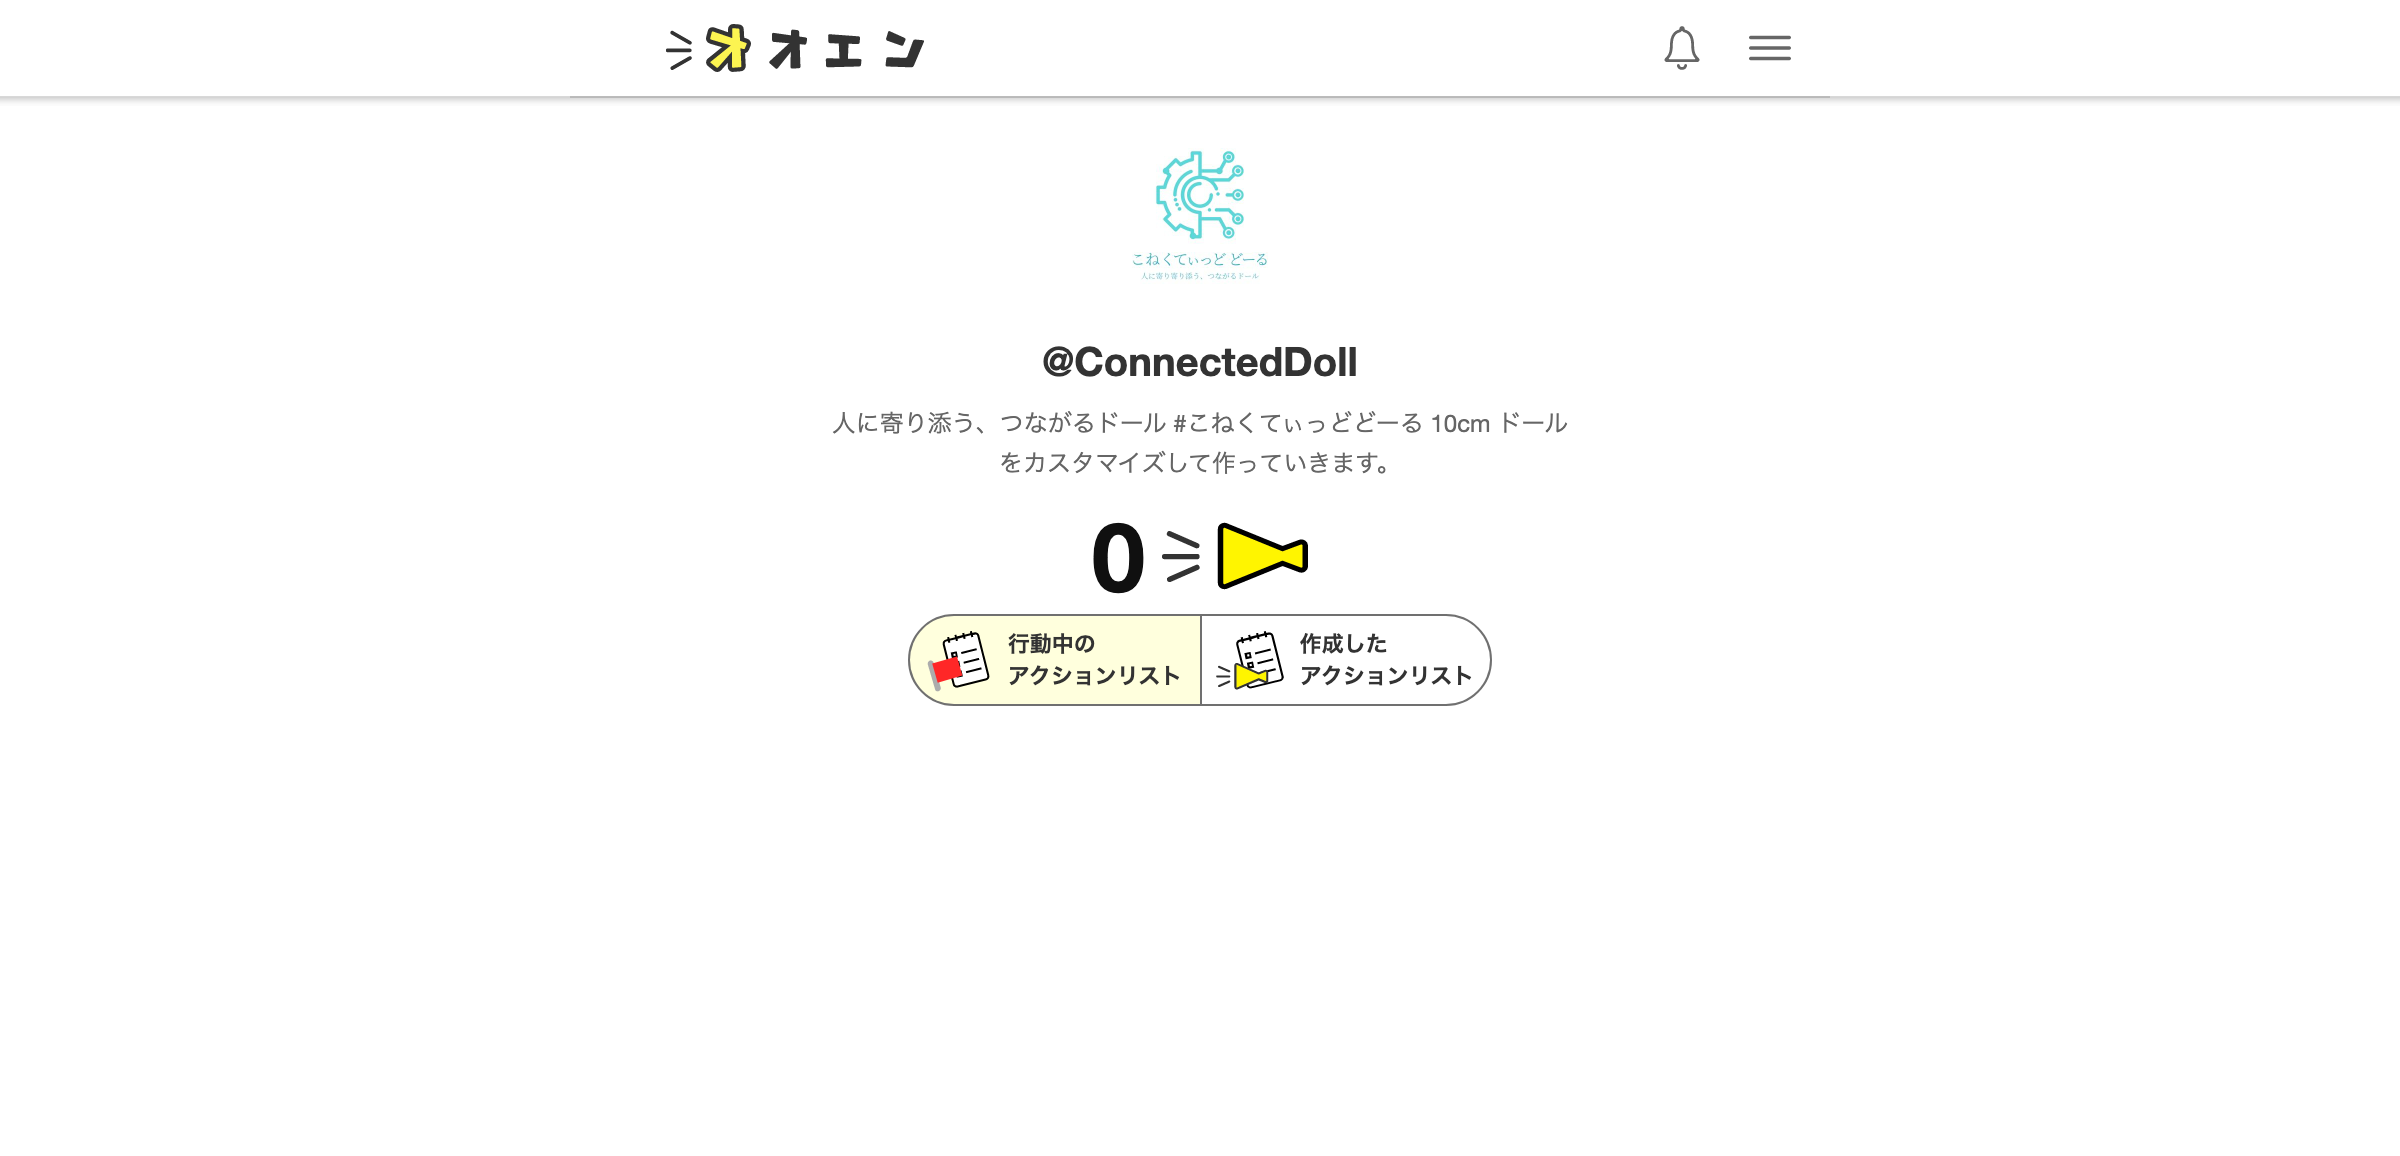 オ オエン
こねくてぃっど どーる
人に寄り寄り添う、つながるドール
@ConnectedDoll
人に寄り添う、つながるドール #こねくてぃっどどーる 10cm ドール
をカスタマイズして作っていきます。
0
行動中の
アクションリスト
作成した
アクションリスト